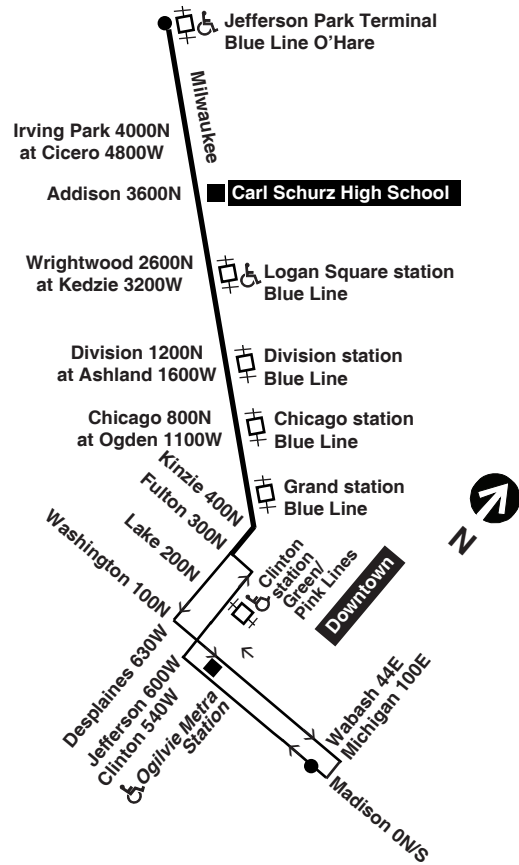 Jefferson Park Terminal
Blue Line O'Hare
Milwaukee
Irving Park 4000N
at Cicero 4800W
Addison 3600N
Carl Schurz High School
Wrightwood 2600N
at Kedzie 3200W
Logan Square station
Blue Line
Division 1200N
at Ashland 1600W
Division station
Blue Line
Chicago 800N
at Ogden 1100W
Chicago station
Blue Line
Kinzie 400N
Fulton 300N
Grand station
Blue Line
Lake 200N
Washington 100N
Clinton
station
Green/
Pink Lines
Downtown
N
Desplaines 630W
Jefferson 600W
Clinton 540W
Ogilvie Metra
Station
Wabash 44E
Michigan 100E
Madison 0N/S